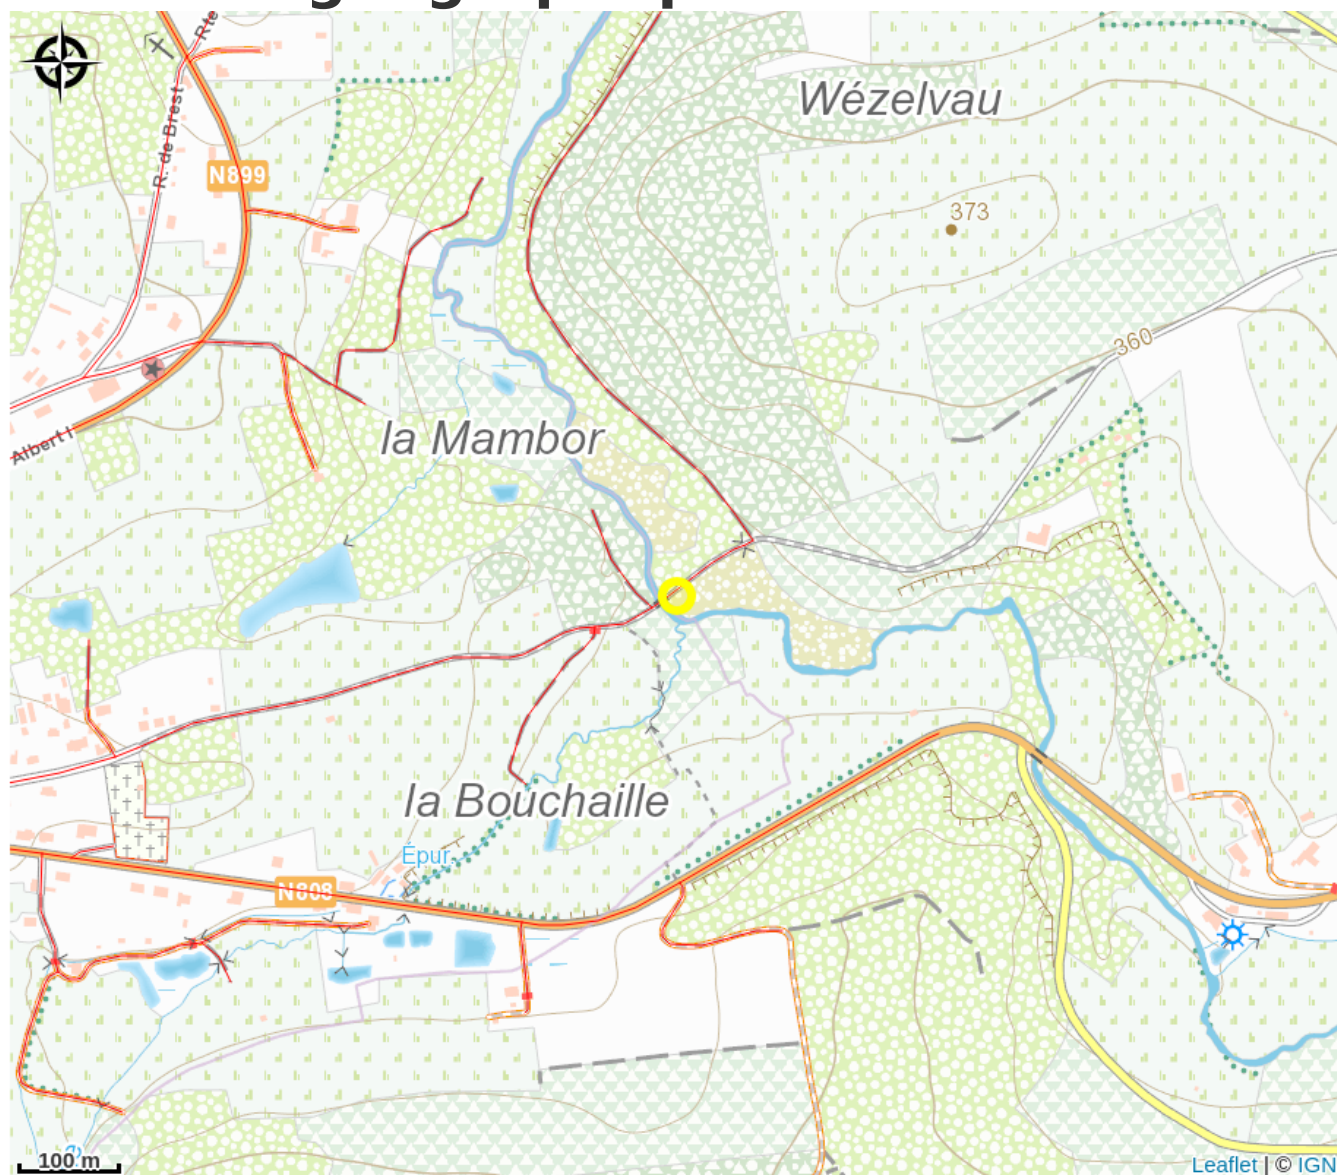 Rte
Wézelvau
R. de Brest
N899
373
360
la Mambor
Albert I
la Bouchaille
Épur.
N808
100 m
Leaflet | © IGN